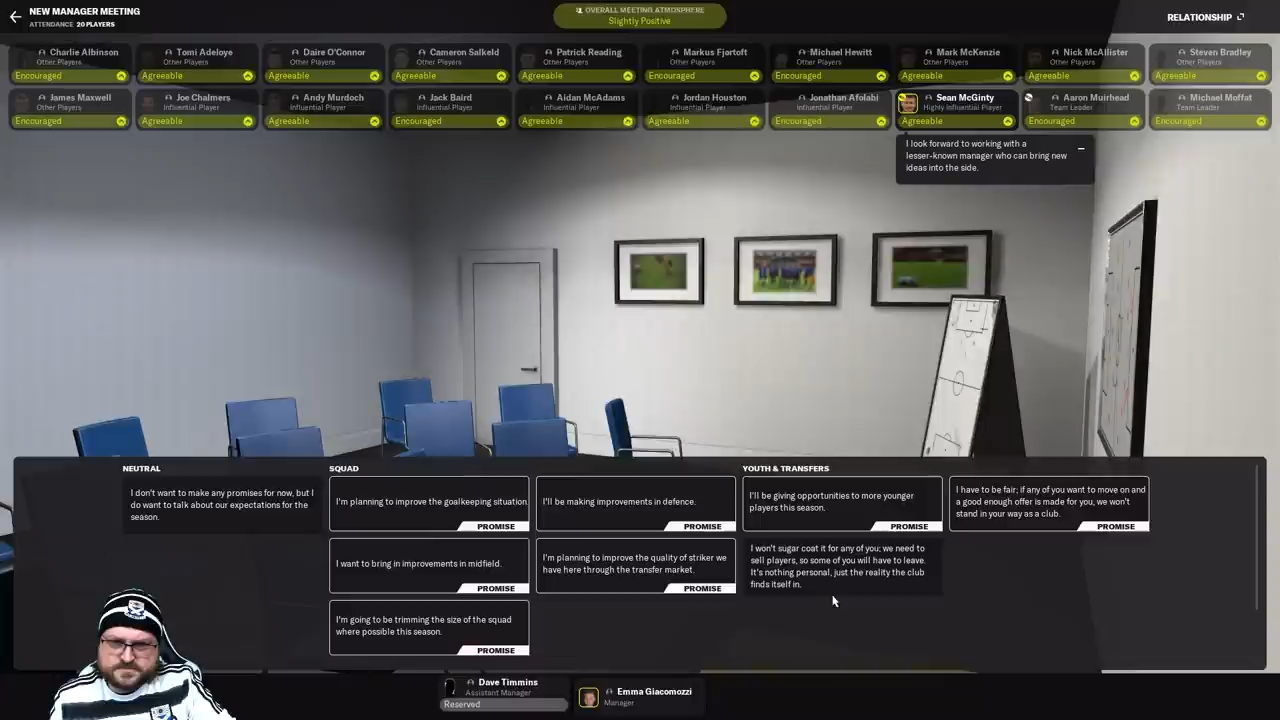 NEW MANAGER MEETING
ATTENDANCE 20 PLAYERS
OVERALL MEETING ATMOSPHERE
Slightly Positive
RELATIONSHIP
Charlie Albinson
Other Players
Encouraged
Tomi Adeloye
Other Players
Agreeable
Daire O'Connor
Other Players
Agreeable
Cameron Salkeld
Other Players
Agreeable
Patrick Reading
Other Players
Agreeable
Markus Fjørtoft
Other Players
Encouraged
Michael Hewitt
Other Players
Encouraged
Mark McKenzie
Other Players
Agreeable
Nick McAllister
Other Players
Agreeable
Steven Bradley
Other Players
Agreeable
James Maxwell
Other Players
Encouraged
Joe Chalmers
Influential Player
Agreeable
Andy Murdoch
Influential Player
Agreeable
Jack Baird
Influential Player
Encouraged
Aidan McAdams
Influential Player
Agreeable
Jordan Houston
Influential Player
Agreeable
Jonathan Afolabi
Influential Player
Encouraged
Sean McGinty
Highly Influential Player
Agreeable
Aaron Muirhead
Team Leader
Encouraged
Michael Moffat
Team Leader
Encouraged
I look forward to working with a
lesser-known manager who can bring new
ideas into the side.
NEUTRAL
I don't want to make any promises for now, but I
do want to talk about our expectations for the
season.
SQUAD
I'm planning to improve the goalkeeping situation.
PROMISE
I'll be making improvements in defence.
PROMISE
I want to bring in improvements in midfield.
PROMISE
I'm planning to improve the quality of striker we
have here through the transfer market.
PROMISE
I'm going to be trimming the size of the squad
where possible this season.
PROMISE
YOUTH & TRANSFERS
I'll be giving opportunities to more younger
players this season.
PROMISE
I have to be fair; if any of you want to move on and
a good enough offer is made for you, we won't
stand in your way as a club.
PROMISE
I won't sugar coat it for any of you; we need to
sell players, so some of you will have to leave.
It's nothing personal, just the reality the club
finds itself in.
Dave Timmins
Assistant Manager
Reserved
Emma Giacomozzi
Manager